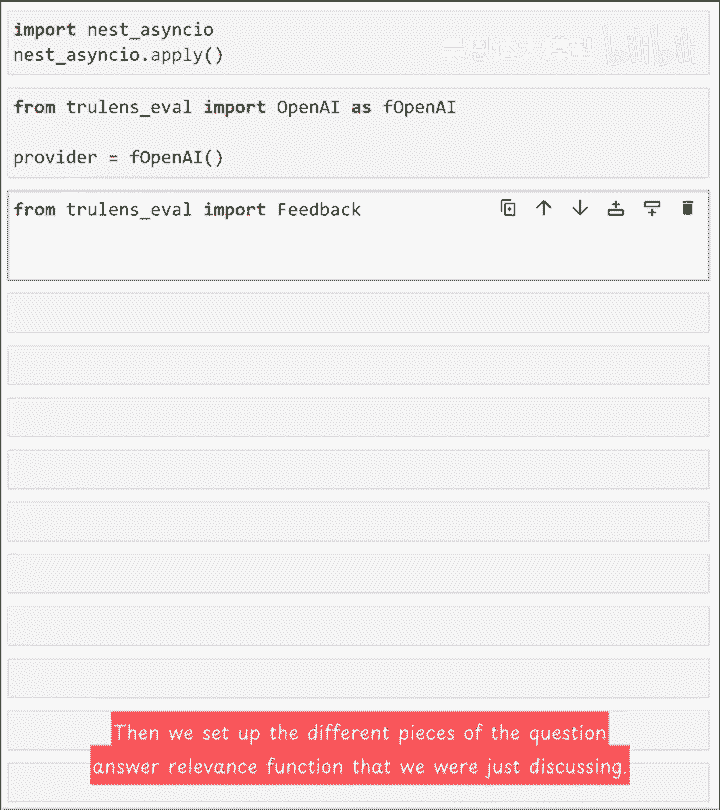 import nest_asyncio
nest_asyncio.apply()
from trulens_eval import OpenAI as fOpenAI
provider = fOpenAI()
from trulens_eval import Feedback
Then we set up the different pieces of the question
answer relevance function that we were just discussing.